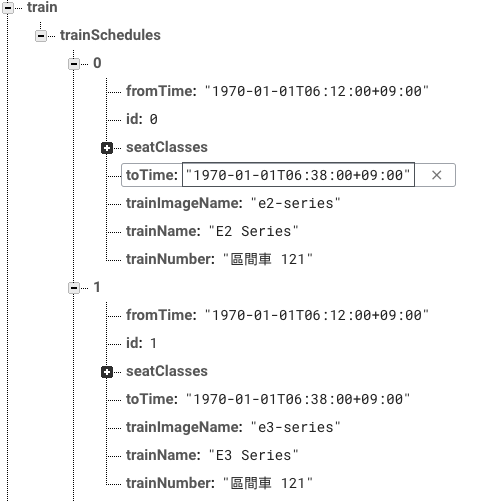 train
trainSchedules
0
fromTime: "1970-01-01T06:12:00+09:00"
id: 0
seatClasses
toTime: "1970-01-01T06:38:00+09:00"
trainImageName: "e2-series"
trainName: "E2 Series"
trainNumber: "區間車 121"
1
fromTime: "1970-01-01T06:12:00+09:00"
id: 1
seatClasses
toTime: "1970-01-01T06:38:00+09:00"
trainImageName: "e3-series"
trainName: "E3 Series"
trainNumber: "區間車 121"